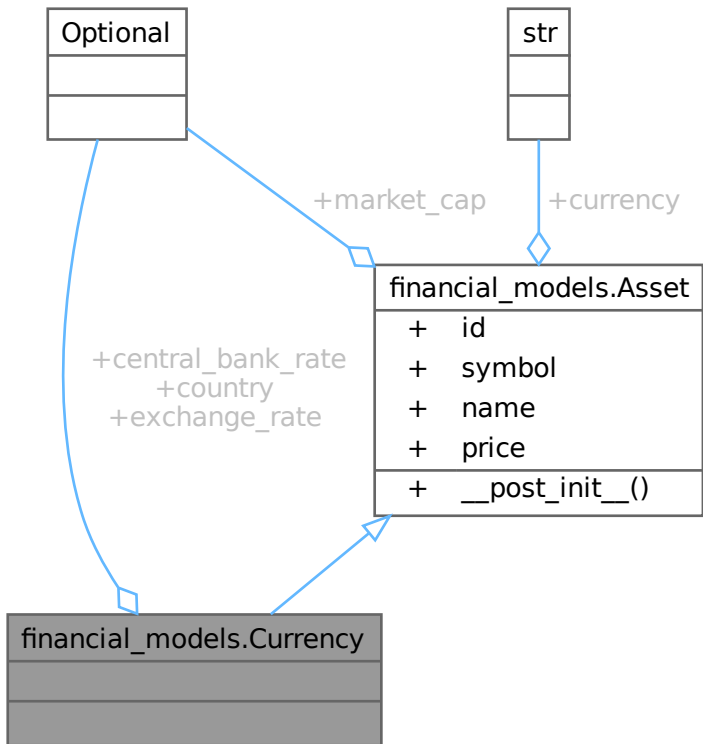 Optional
str
+market_cap
+currency
financial_models.Asset
+ id
+ symbol
+ name
+ price
+ __post_init__()
+central_bank_rate
+country
+exchange_rate
financial_models.Currency